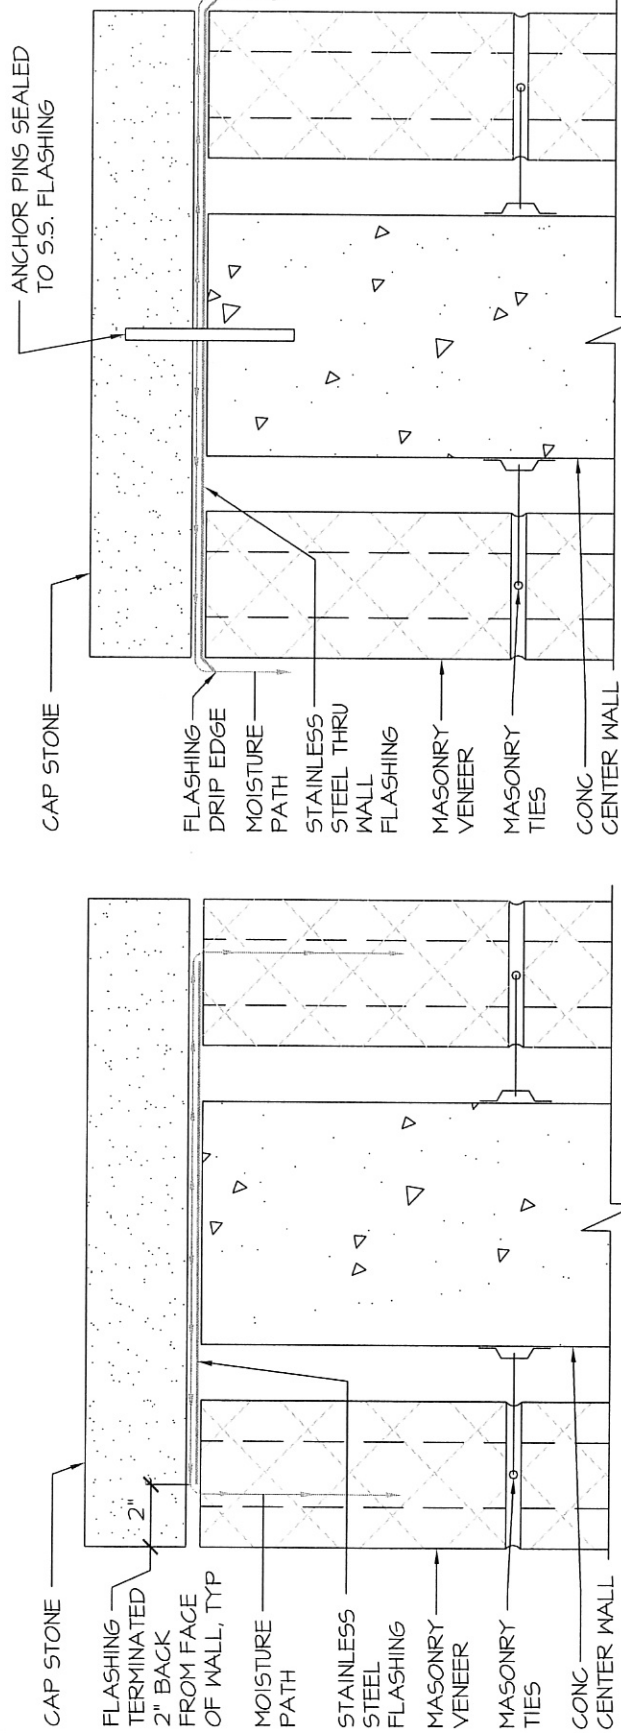 CAP STONE
FLASHING
TERMINATED
2" BACK
FROM FACE
OF WALL, TYP
2"
MOISTURE
PATH
STAINLESS
STEEL
FLASHING
MASONRY
VENEER
MASONRY
TIES
CONC
CENTER WALL
ANCHOR PINS SEALED
TO S.S. FLASHING
CAP STONE
FLASHING
DRIP EDGE
MOISTURE
PATH
STAINLESS
STEEL THRU
WALL
FLASHING
MASONRY
VENEER
MASONRY
TIES
CONC
CENTER WALL